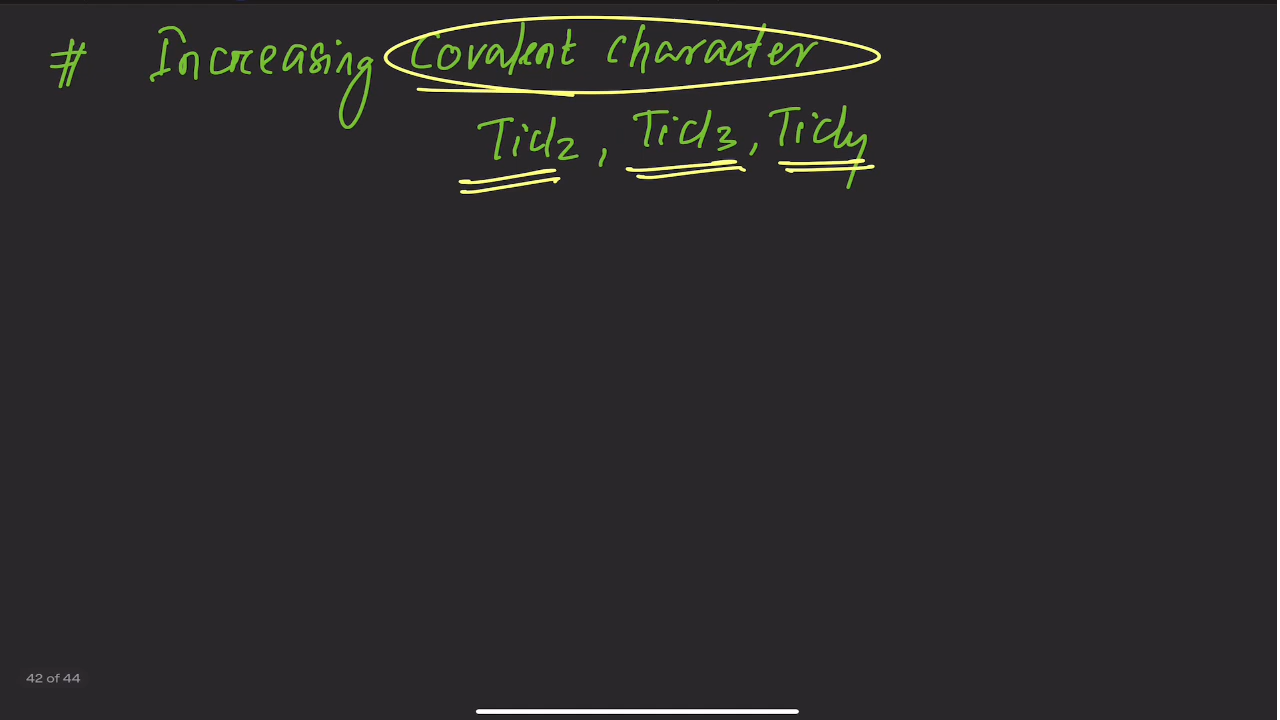 # Increasing Covalent character
TiCl2, TiCl3, TiCl4
42 of 44